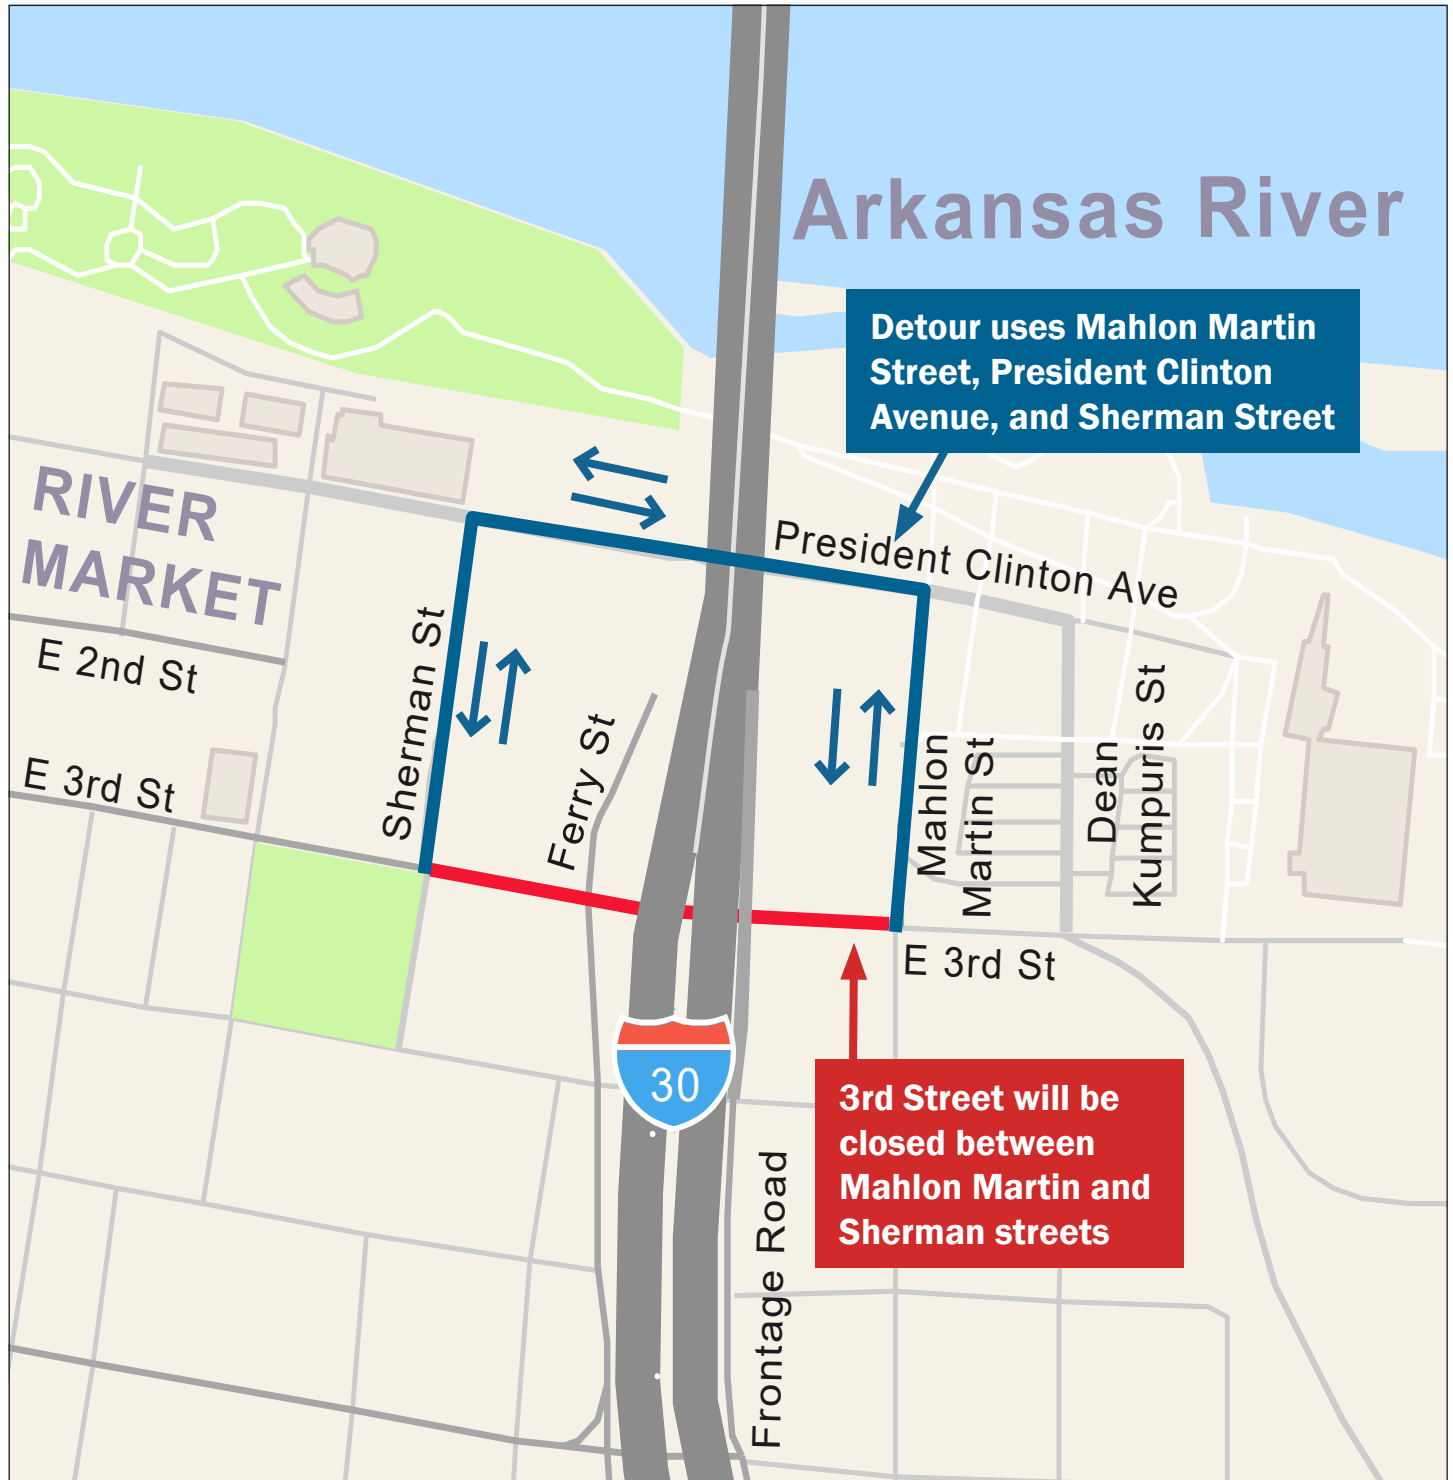 Arkansas River
Detour uses Mahlon Martin
Street, President Clinton
Avenue, and Sherman Street
RIVER
MARKET
President Clinton Ave
E 2nd St
Sherman St
Ferry St
Mahlon
Martin St
Dean
Kumpuris St
E 3rd St
E 3rd St
30
3rd Street will be
closed between
Mahlon Martin and
Sherman streets
Frontage Road